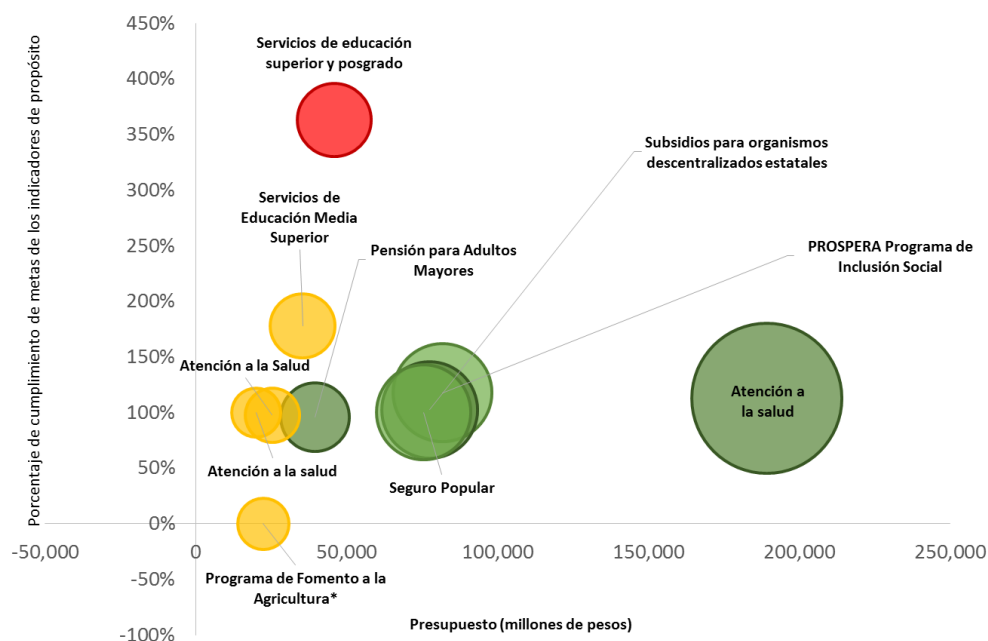 Porcentaje de cumplimiento de metas de los indicadores de propósito
450%
400%
350%
300%
250%
200%
150%
100%
50%
0%
-50%
-100%
Servicios de educación
superior y posgrado
Subsidios para organismos
descentralizados estatales
Servicios de
Educación Media
Superior
Pensión para Adultos
Mayores
PROSPERA Programa de
Inclusión Social
Atención a la Salud
Atención a
la salud
Atención a la salud
Seguro Popular
-50,000
0
50,000
100,000
150,000
200,000
250,000
Programa de Fomento a la
Agricultura*
Presupuesto (millones de pesos)